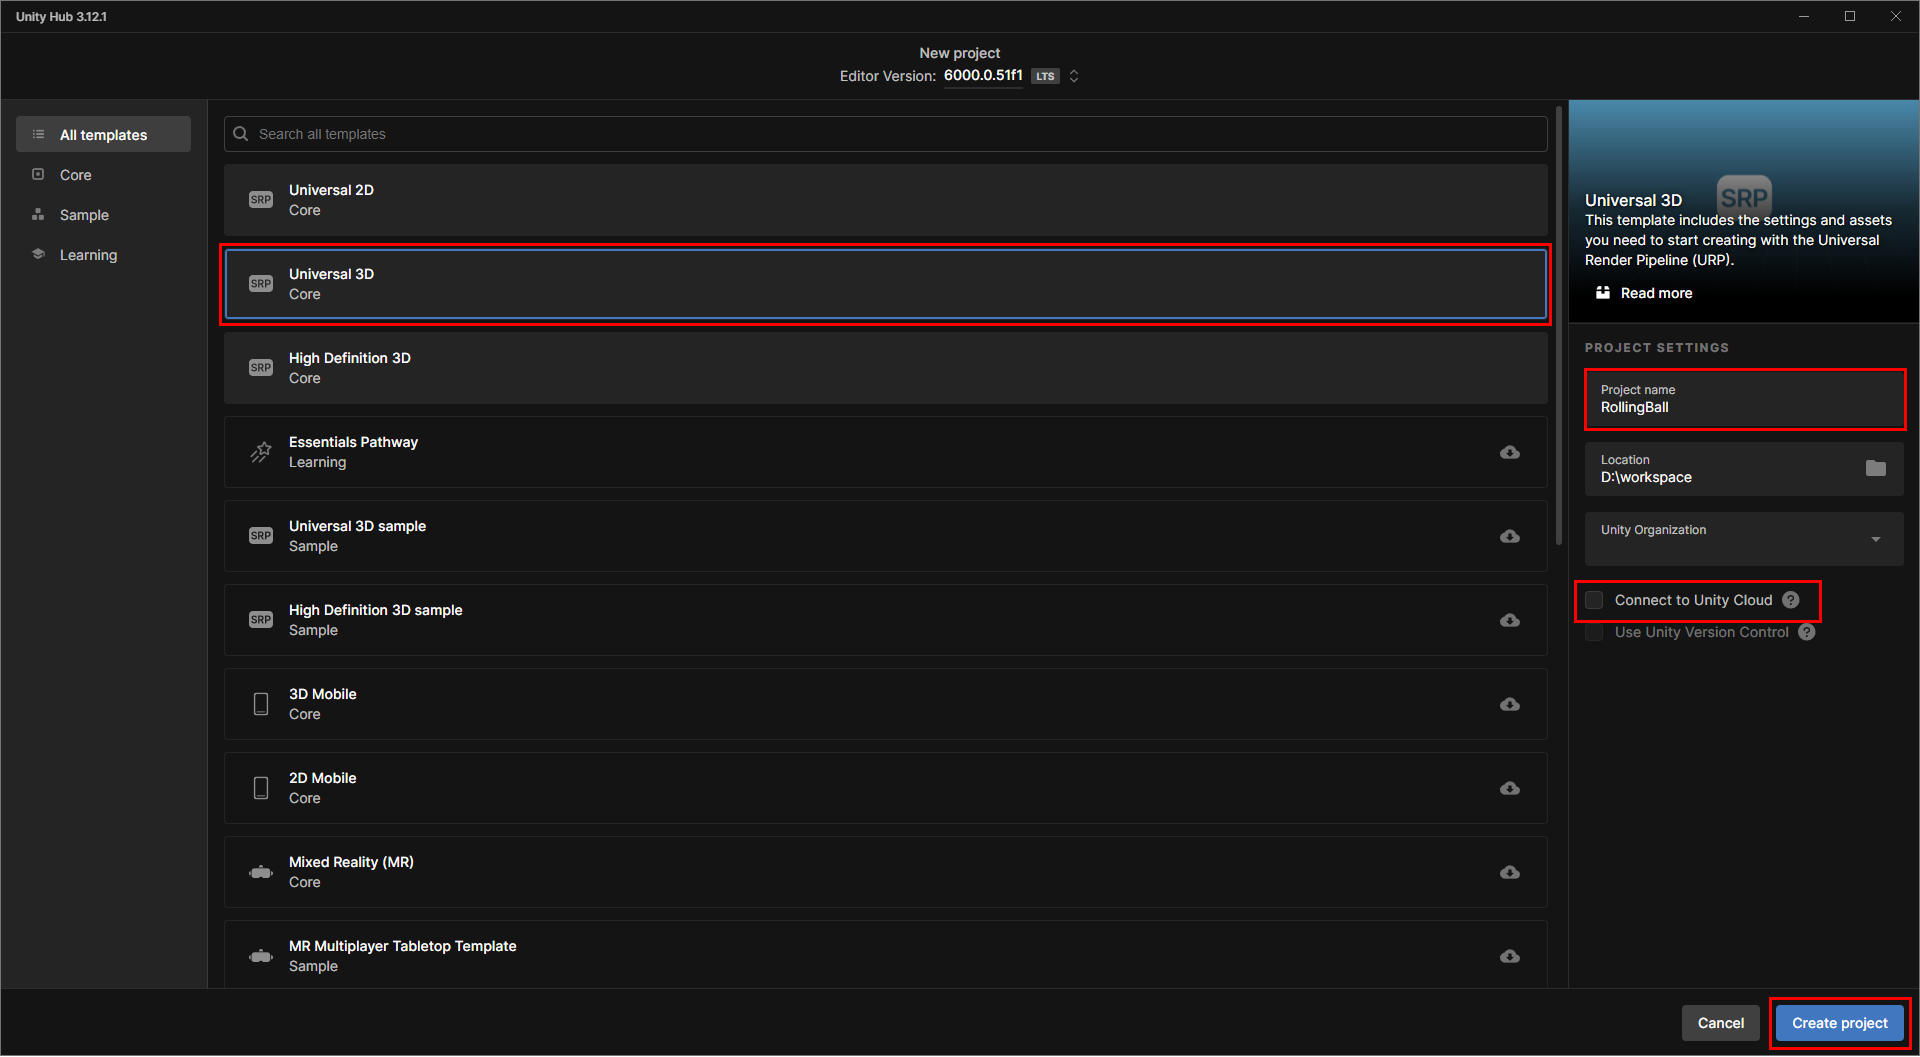 Unity Hub 3.12.1
New project
Editor Version: 6000.0.51f1 LTS
All templates
Core
Sample
Learning
Search all templates
SRP
Universal 2D
Core
SRP
Universal 3D
Core
SRP
High Definition 3D
Core
Essentials Pathway
Learning
SRP
Universal 3D sample
Sample
SRP
High Definition 3D sample
Sample
3D Mobile
Core
2D Mobile
Core
Mixed Reality (MR)
Core
MR Multiplayer Tabletop Template
Sample
SRP
Universal 3D
This template includes the settings and assets
you need to start creating with the Universal
Render Pipeline (URP).
Read more
PROJECT SETTINGS
Project name
RollingBall
Location
D:\workspace
Unity Organization
Connect to Unity Cloud ?
Use Unity Version Control ?
Cancel
Create project